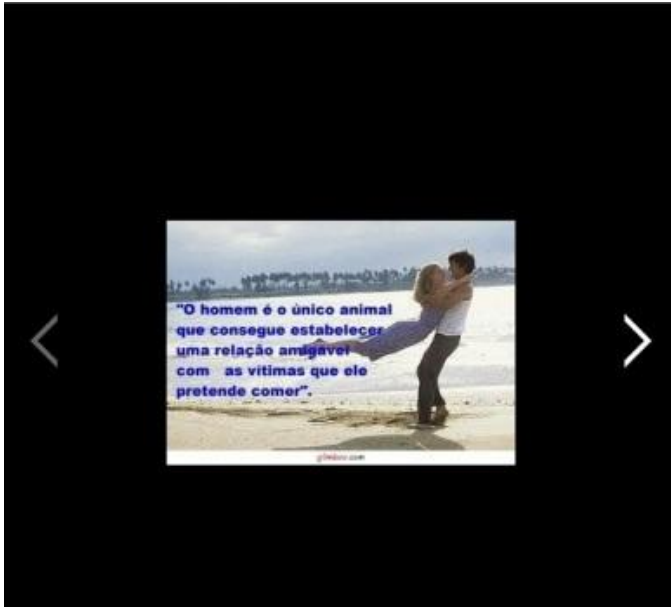 "O homem é o único animal
que consegue estabelecer
uma relação amigável
com as vítimas que ele
pretende comer".